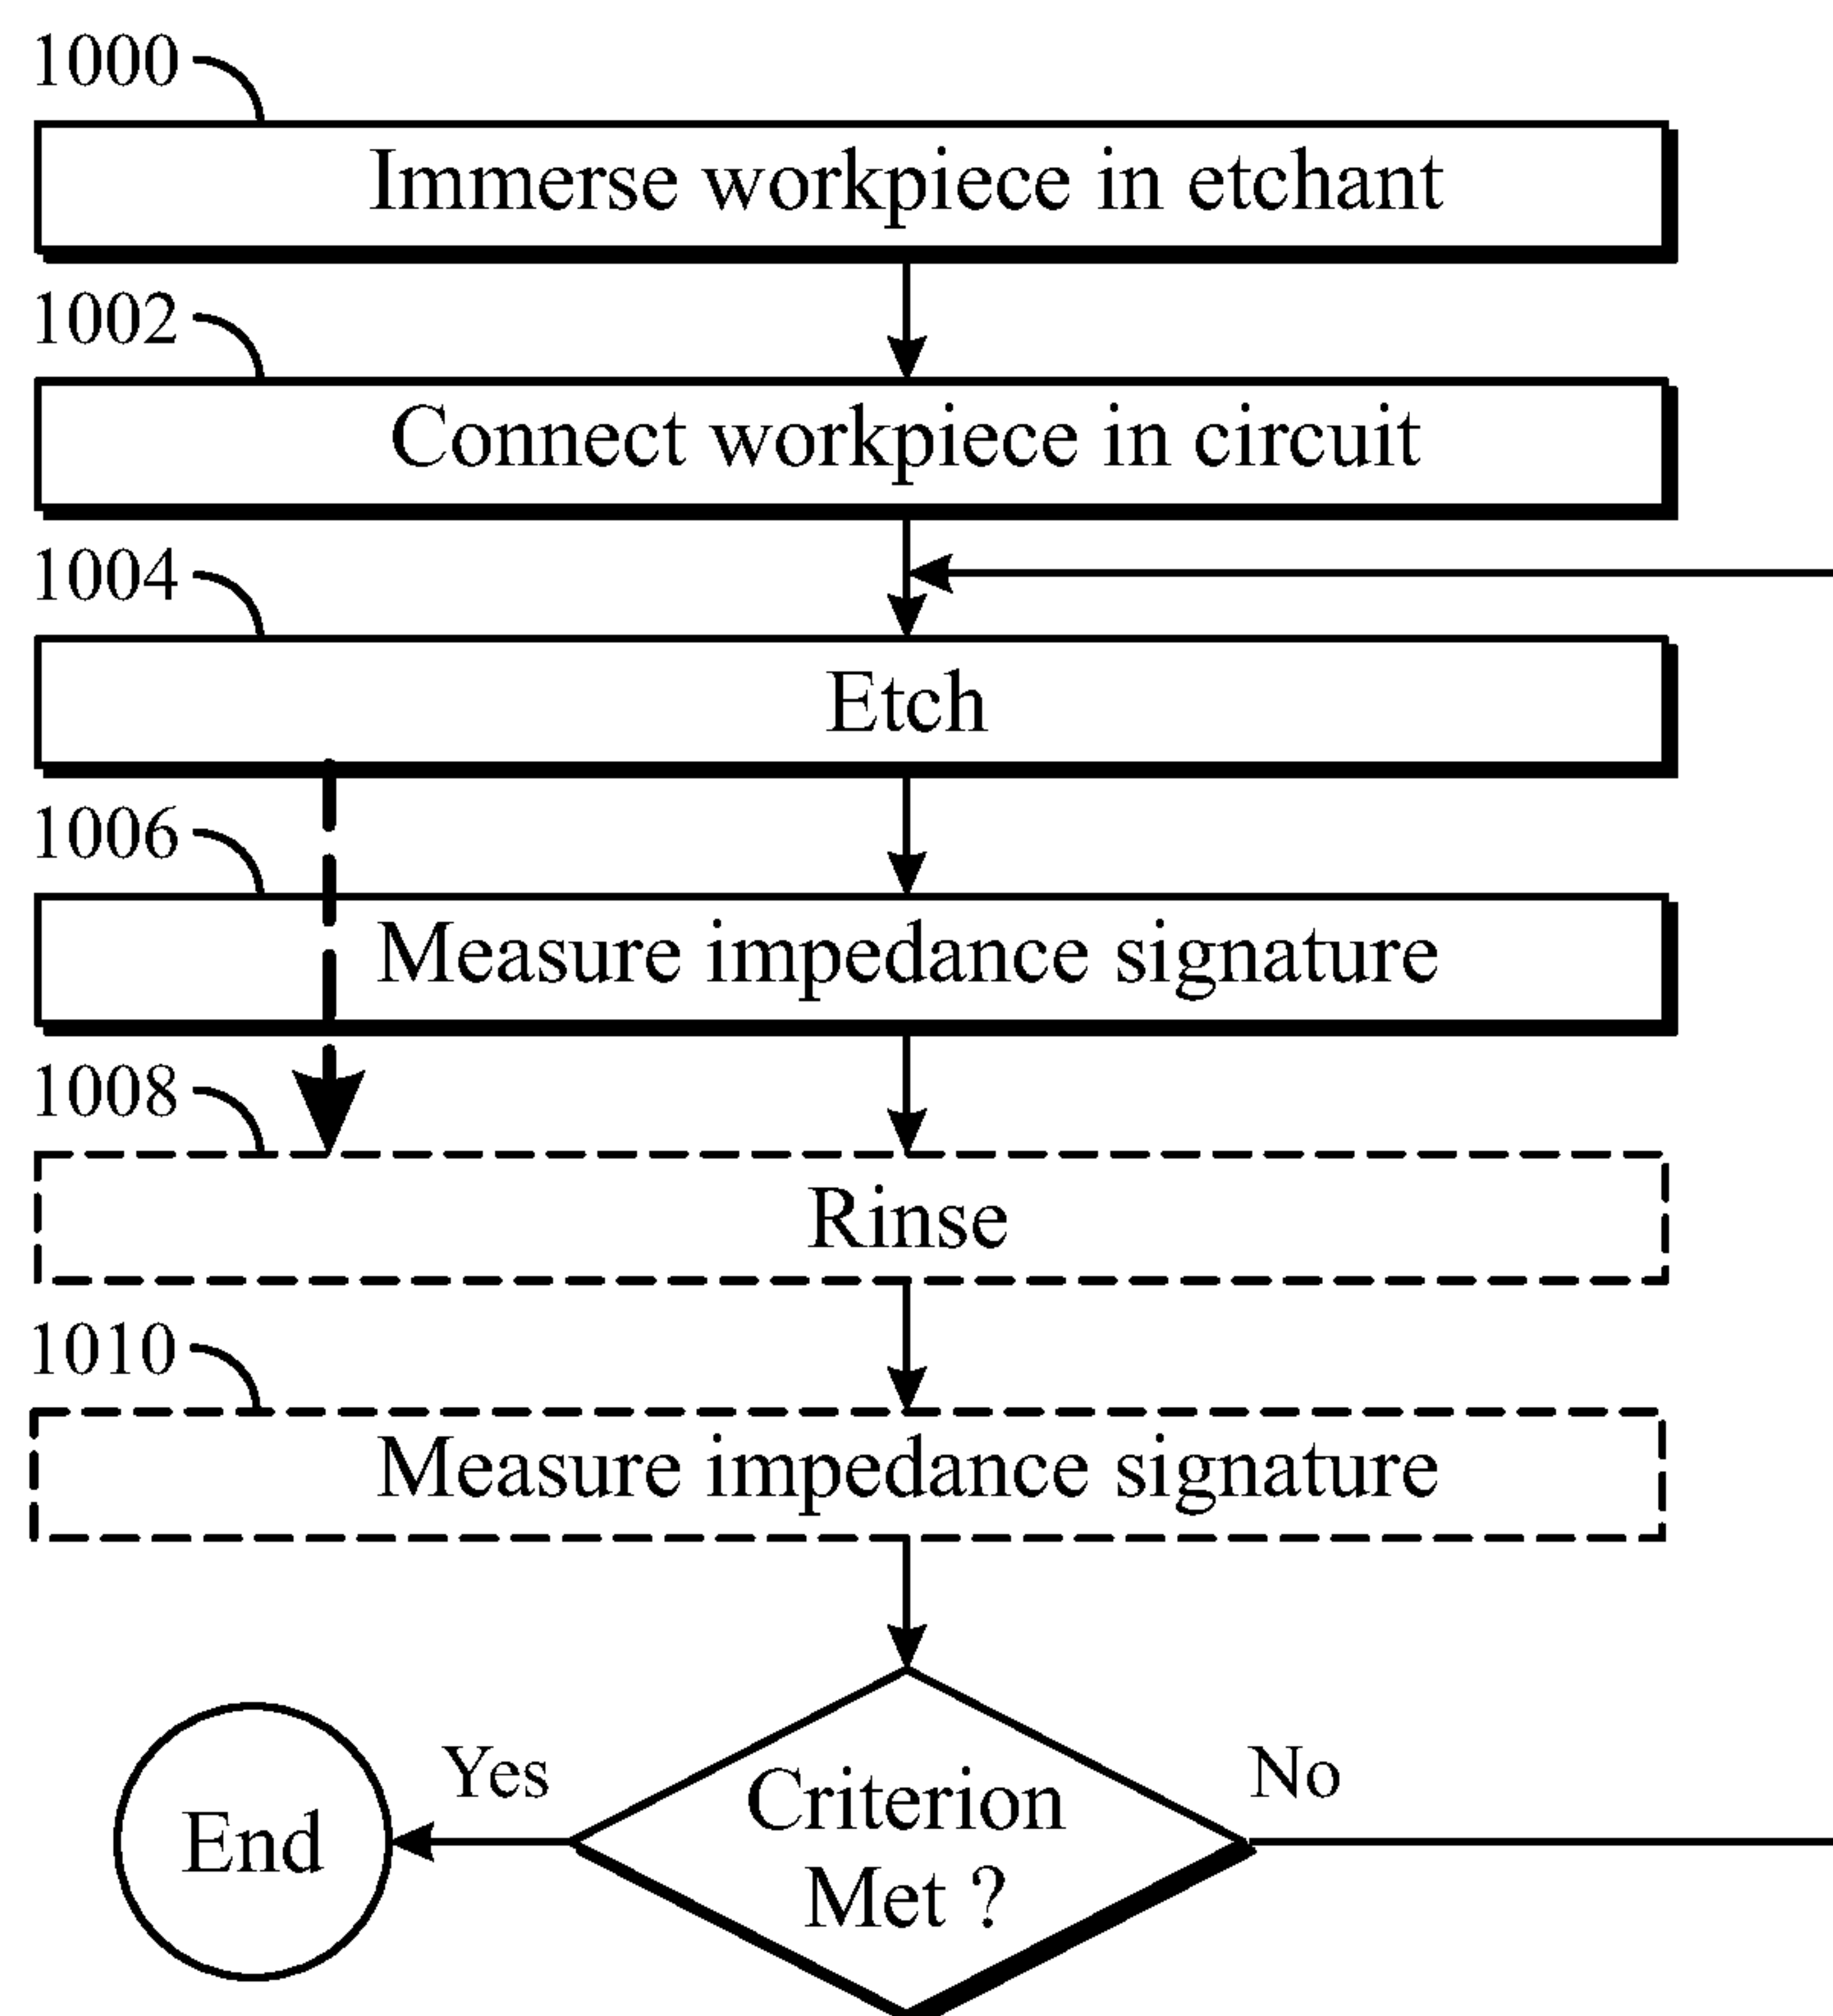 1000
Immerse workpiece in etchant
1002
Connect workpiece in circuit
1004
Etch
1006
Measure impedance signature
1008
Rinse
1010
Measure impedance signature
Yes
No
Criterion
Met ?
End